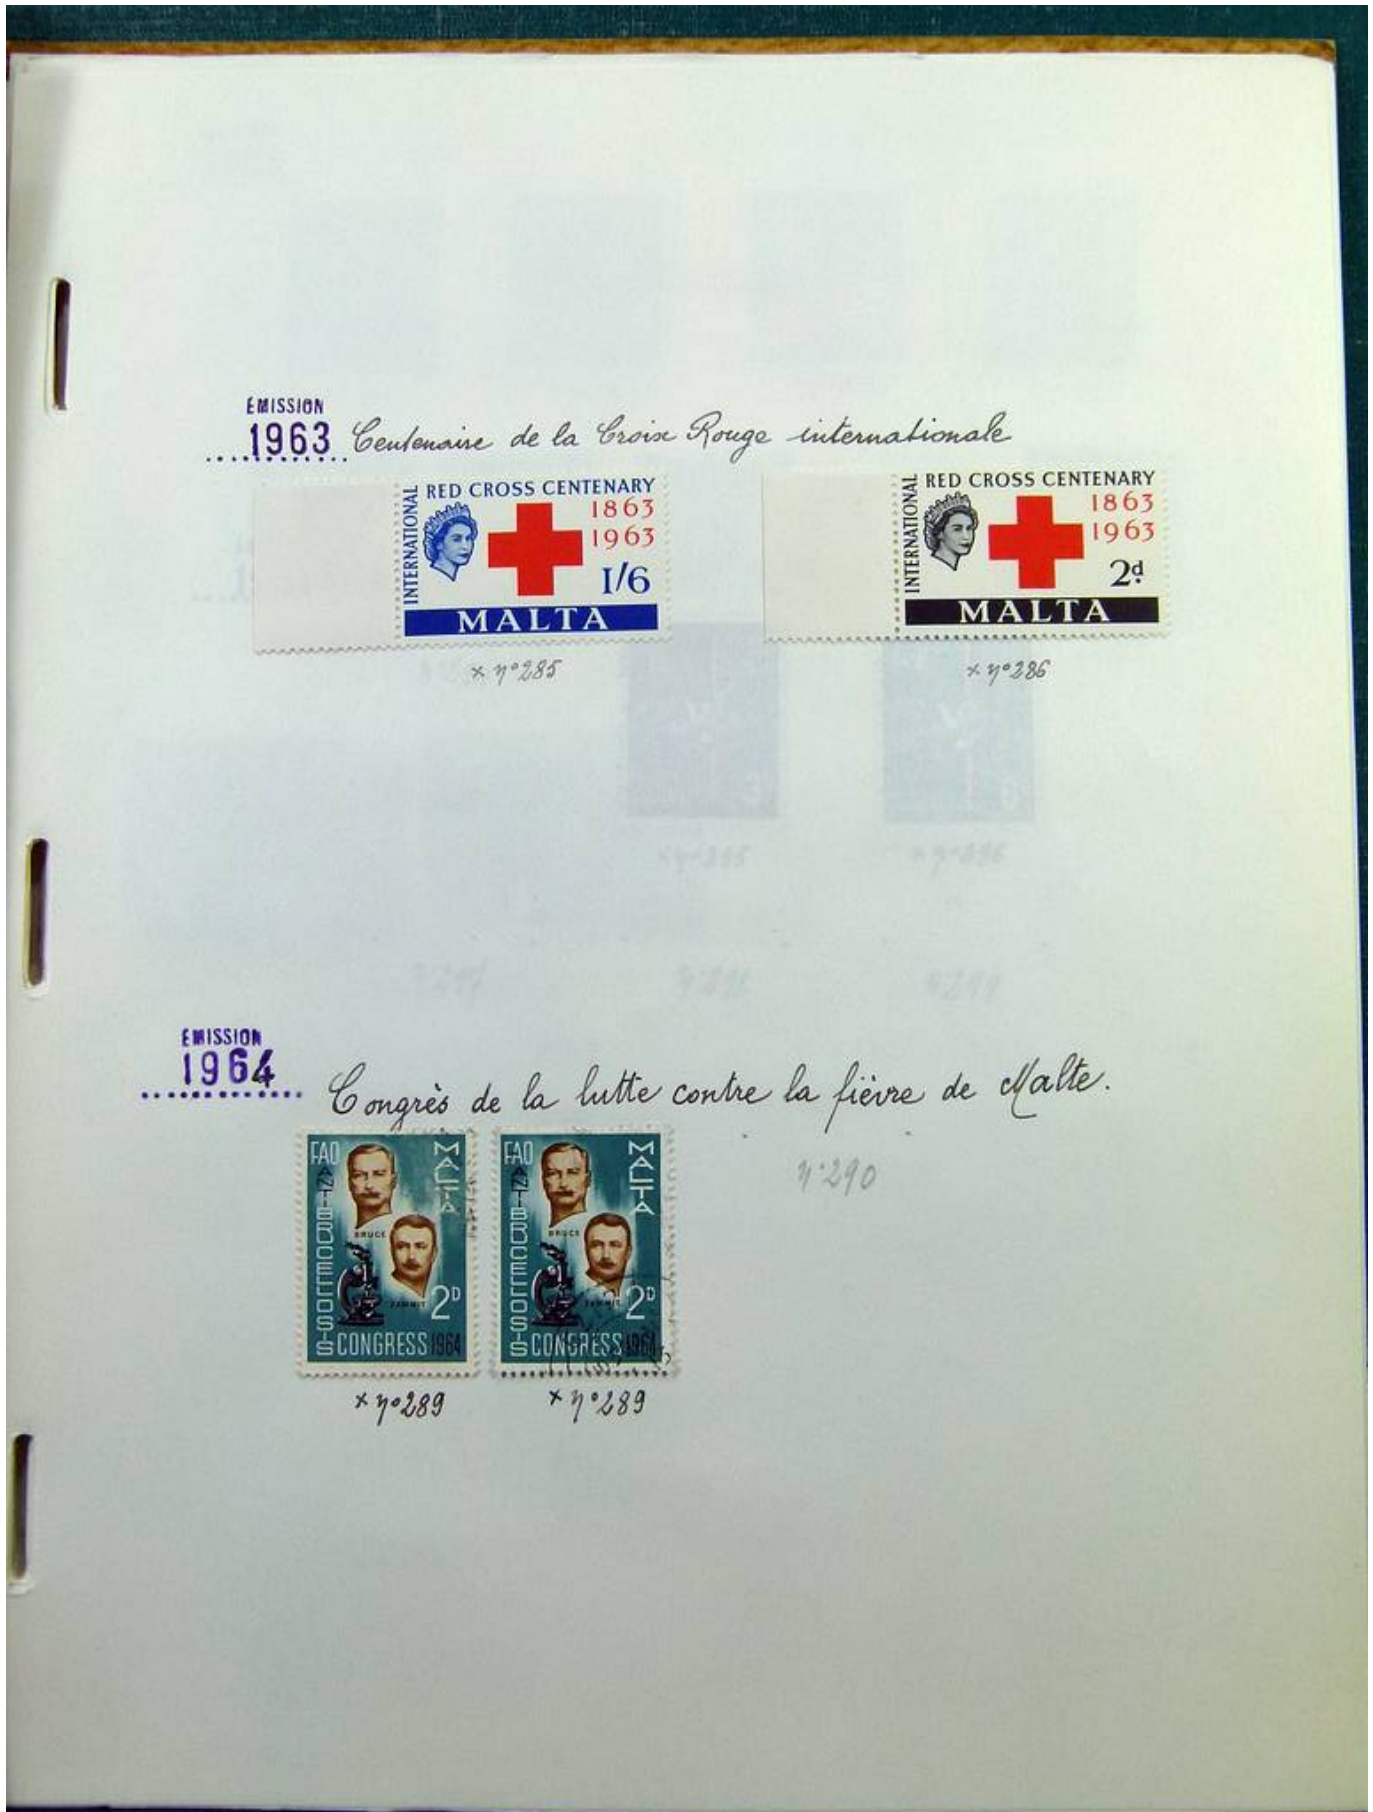 ÉMISSION
1963 Centenaire de la Croix Rouge internationale
INTERNATIONAL
RED CROSS CENTENARY
1863
1963
1/6
MALTA
INTERNATIONAL
RED CROSS CENTENARY
1863
1963
2d
MALTA
x n°285
x n°286
EMISSION
1964
Congrès de la lutte contre la fièvre de Malte.
FAO
MALTA
ANTI BRUCELLOSIS
BRUCE
ZAMMIT
2D
CONGRESS 1964
FAO
MALTA
ANTI BRUCELLOSIS
BRUCE
ZAMMIT
2D
CONGRESS 1964
n°290
x n°289
x n°289